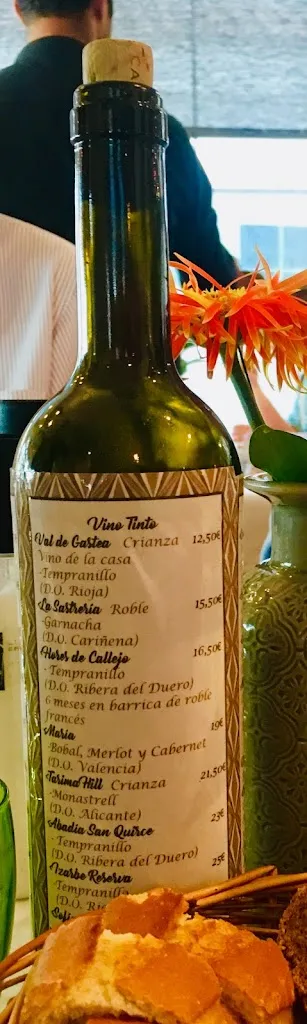 CA
Vino Tinto
Val de Gastea Crianza 12,50€
Vino de la casa
-Tempranillo
(D.O. Rioja)
La Sastrería Roble 15,50€
-Garnacha
(D.O. Cariñena)
Flores de Callejo 16,50€
-Tempranillo
(D.O. Ribera del Duero)
6 meses en barrica de roble
francés
María 19€
-Bobal, Merlot y Cabernet
(D.O. Valencia)
Tarima Hill Crianza 21,50€
-Monastrell
(D.O. Alicante)
Abadía San Quirce 23€
-Tempranillo
(D.O. Ribera del Duero)
Izarbe Reserva 25€
-Tempranillo
(D.O.